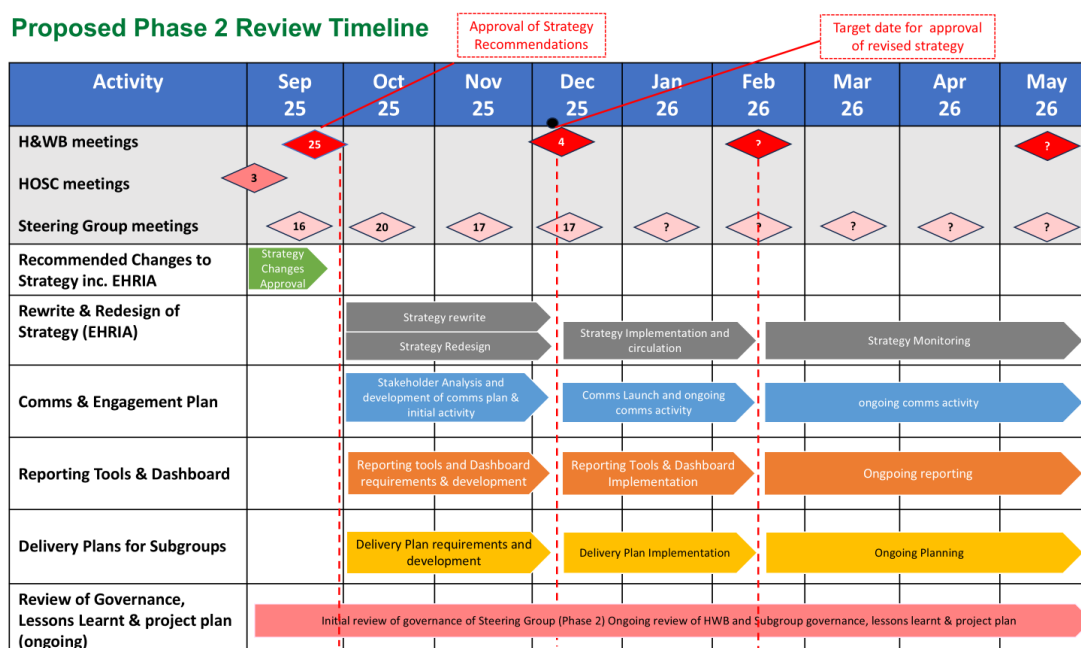 Proposed Phase 2 Review Timeline
Approval of Strategy
Recommendations
Target date for approval
of revised strategy
Activity
Sep
25
Oct
25
Nov
25
Dec
25
Jan
26
Feb
26
Mar
26
Apr
26
May
26
H&WB meetings
25
4
?
?
HOSC meetings
3
Steering Group meetings
16
20
17
17
?
?
?
?
?
Recommended Changes to
Strategy inc. EHRIA
Strategy
Changes
Approval
Rewrite & Redesign of
Strategy (EHRIA)
Strategy rewrite
Strategy Redesign
Strategy Implementation and
circulation
Strategy Monitoring
Comms & Engagement Plan
Stakeholder Analysis and
development of comms plan &
initial activity
Comms Launch and ongoing
comms activity
ongoing comms activity
Reporting Tools & Dashboard
Reporting tools and Dashboard
requirements & development
Reporting Tools & Dashboard
Implementation
Ongpoing reporting
Delivery Plans for Subgroups
Delivery Plan requirements and
development
Delivery Plan Implementation
Ongoing Planning
Review of Governance,
Lessons Learnt & project plan
(ongoing)
Initial review of governance of Steering Group (Phase 2) Ongoing review of HWB and Subgroup governance, lessons learnt & project plan